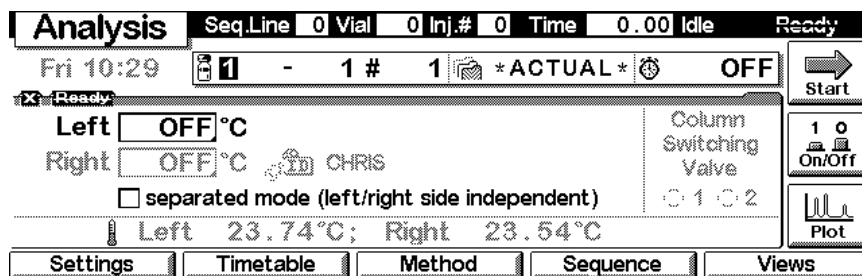 Analysis Seq.Line 0 Vial 0 Inj.# 0 Time 0.00 Idle Ready
Fri 10:29 1 - 1 # 1 *ACTUAL* OFF
Start
Ready
Left OFF °C
Right OFF °C ID CHRIS
Column
Switching
Valve
1 2
1 0
On/Off
separated mode (left/right side independent)
Left 23.74°C; Right 23.54°C
Plot
Settings Timetable Method Sequence Views